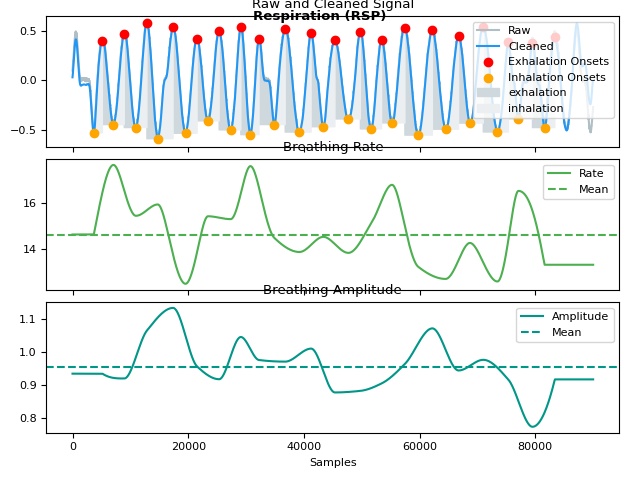 Raw and Cleaned Signal
Respiration (RSP)
0.5
0.0
−0.5
Raw
Cleaned
Exhalation Onsets
Inhalation Onsets
exhalation
inhalation
Breathing Rate
16
14
Rate
Mean
Breathing Amplitude
1.1
1.0
0.9
0.8
Amplitude
Mean
0 20000 40000 60000 80000
Samples